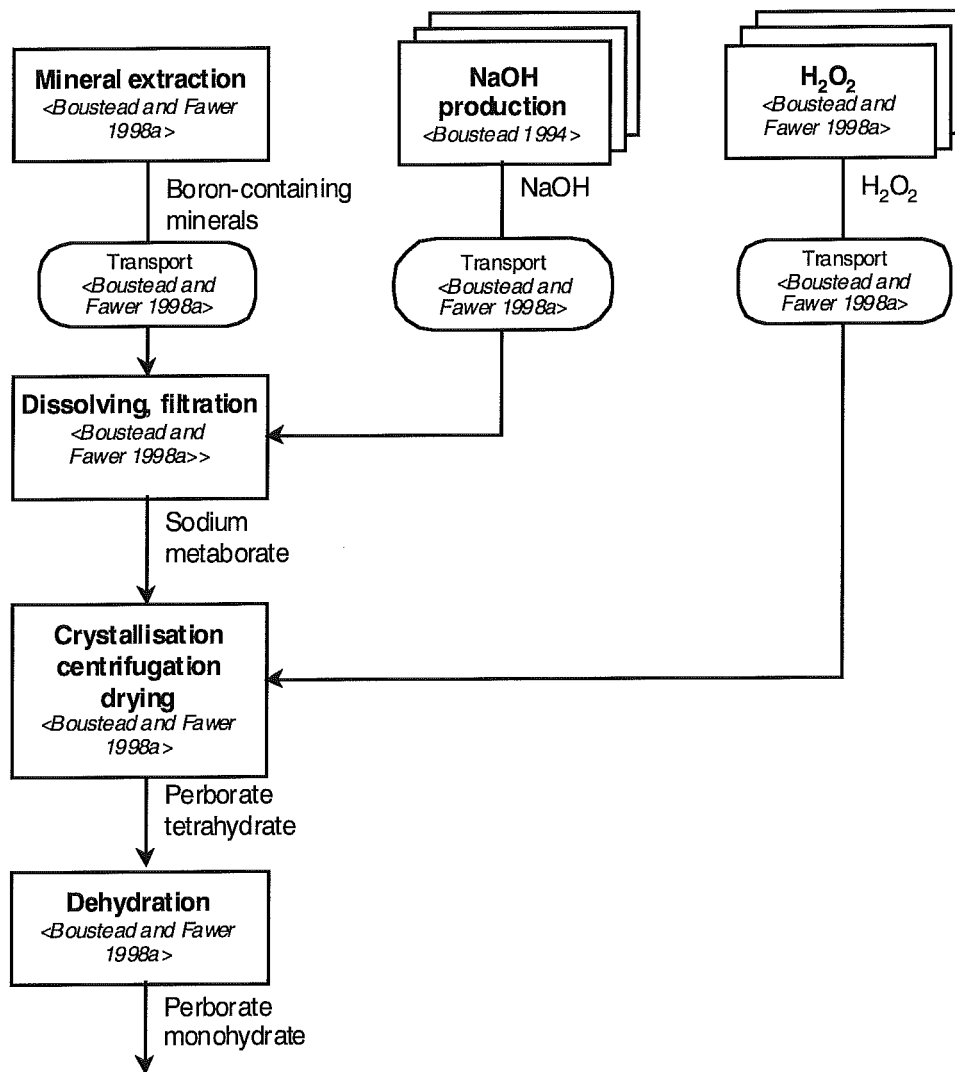 Mineral extraction
<Boustead and Fawer
1998a>
NaOH
production
<Boustead 1994>
H₂O₂
<Boustead and
Fawer 1998a>
Boron-containing
minerals
NaOH
H₂O₂
Transport
<Boustead and
Fawer 1998a>
Transport
<Boustead and
Fawer 1998a>
Transport
<Boustead and
Fawer 1998a>
Dissolving, filtration
<Boustead and
Fawer 1998a>>
Sodium
metaborate
Crystallisation
centrifugation
drying
<Boustead and Fawer
1998a>
Perborate
tetrahydrate
Dehydration
<Boustead and Fawer
1998a>
Perborate
monohydrate